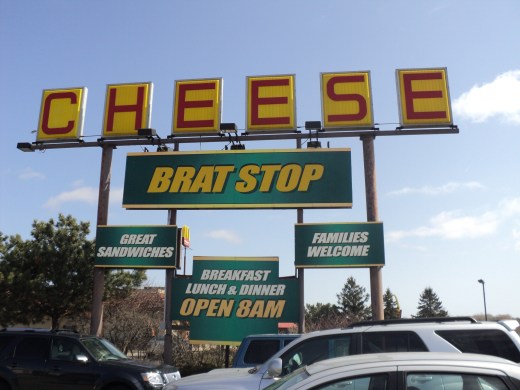 CHEESE
BRAT STOP
GREAT
SANDWICHES
FAMILIES
WELCOME
BREAKFAST
LUNCH & DINNER
OPEN 8AM